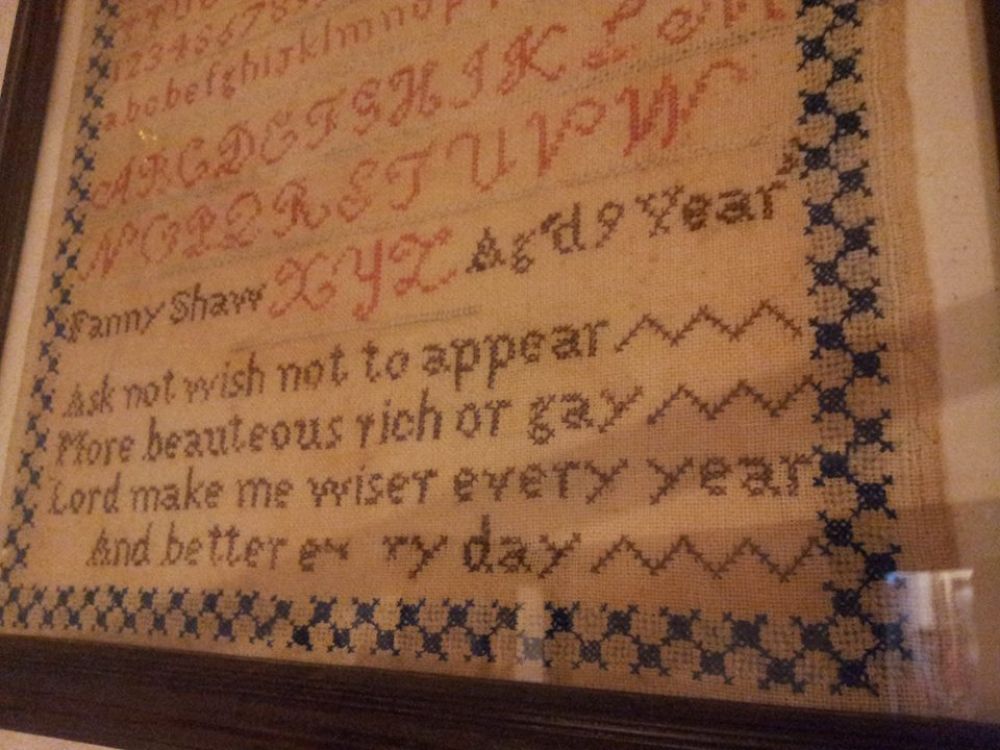 123456789
abcdefghijklmnop
ABCDEFGHIKLM
NOPQRSTUVW
Fanny Shaw XYZ Ag'd 9 Year'
Ask not wish not to appear
More beauteous rich or gay
Lord make me wiser every year
And better day